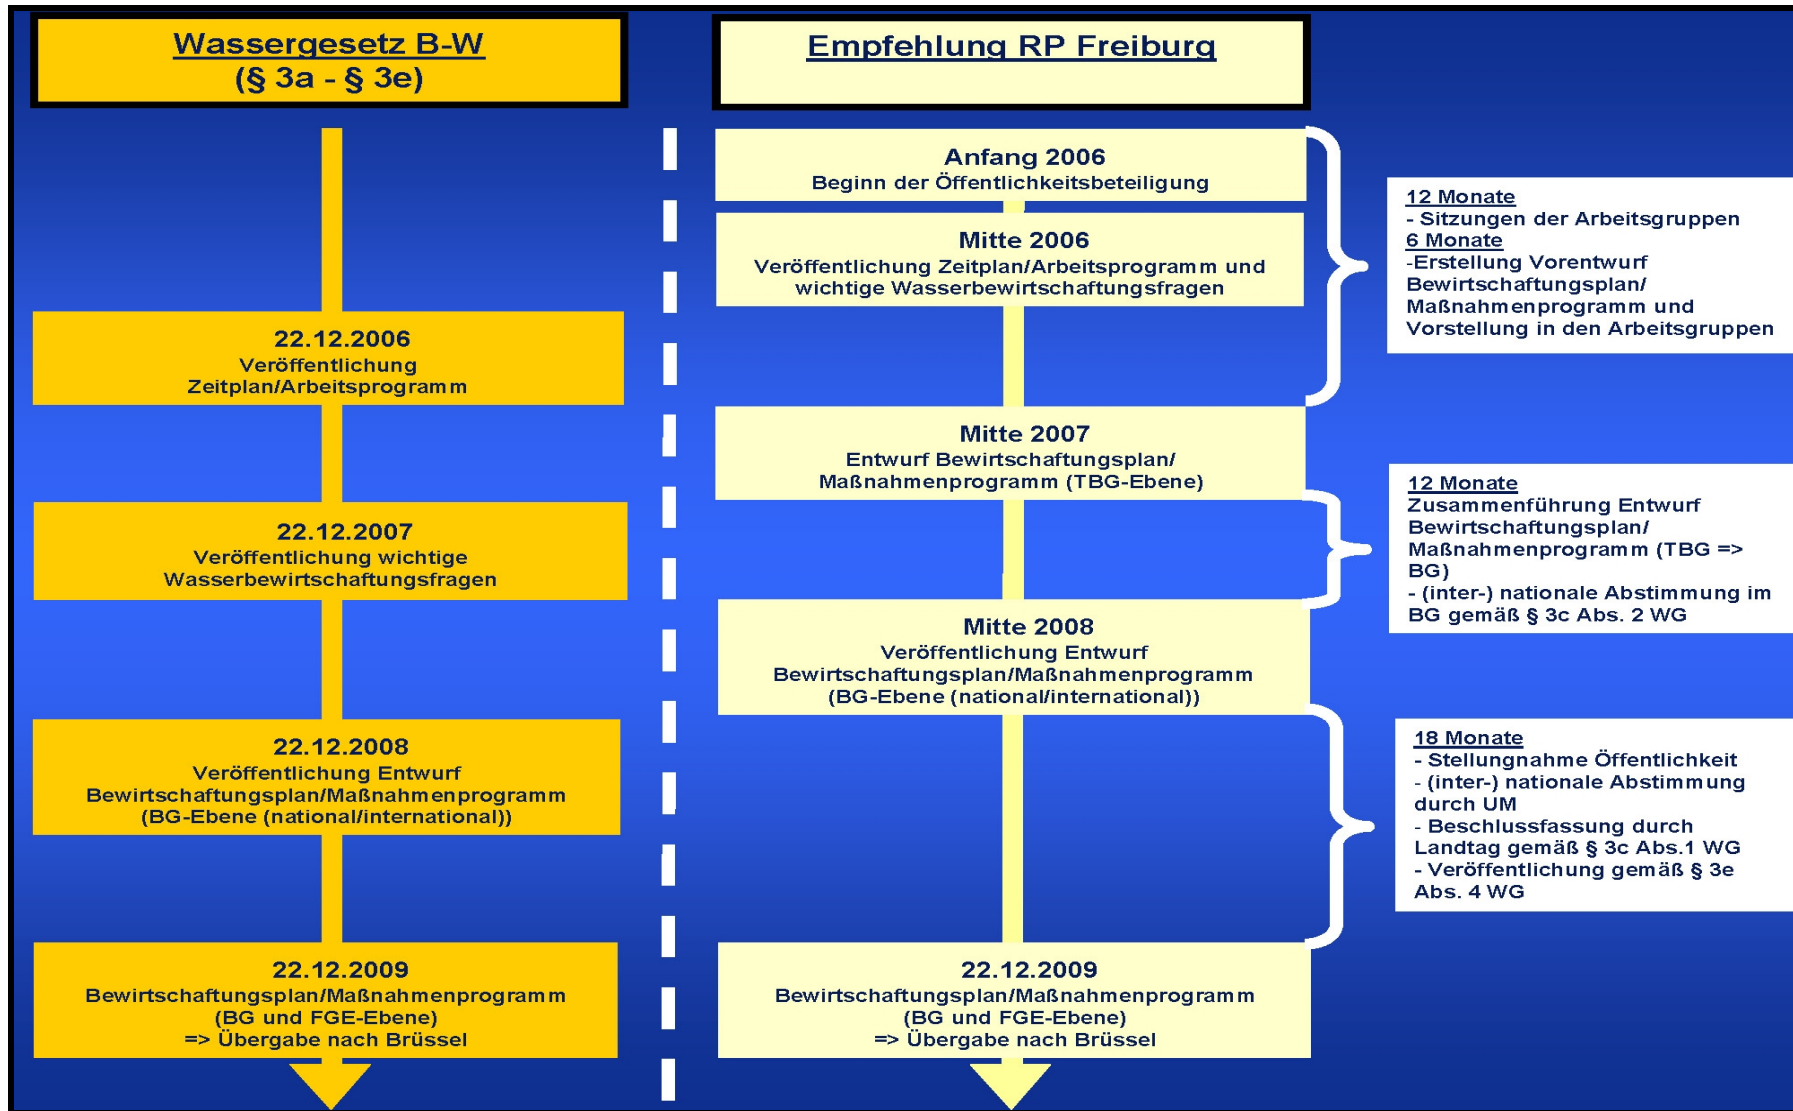 Wassergesetz B-W
(§ 3a - § 3e)
22.12.2006
Veröffentlichung
Zeitplan/Arbeitsprogramm
22.12.2007
Veröffentlichung wichtige
Wasserbewirtschaftungsfragen
22.12.2008
Veröffentlichung Entwurf
Bewirtschaftungsplan/Maßnahmenprogramm
(BG-Ebene (national/international))
22.12.2009
Bewirtschaftungsplan/Maßnahmenprogramm
(BG und FGE-Ebene)
=> Übergabe nach Brüssel
Empfehlung RP Freiburg
Anfang 2006
Beginn der Öffentlichkeitsbeteiligung
Mitte 2006
Veröffentlichung Zeitplan/Arbeitsprogramm und
wichtige Wasserbewirtschaftungsfragen
Mitte 2007
Entwurf Bewirtschaftungsplan/
Maßnahmenprogramm (TBG-Ebene)
Mitte 2008
Veröffentlichung Entwurf
Bewirtschaftungsplan/Maßnahmenprogramm
(BG-Ebene (national/international))
22.12.2009
Bewirtschaftungsplan/Maßnahmenprogramm
(BG und FGE-Ebene)
=> Übergabe nach Brüssel
12 Monate
- Sitzungen der Arbeitsgruppen
6 Monate
-Erstellung Vorentwurf
Bewirtschaftungsplan/
Maßnahmenprogramm und
Vorstellung in den Arbeitsgruppen
12 Monate
Zusammenführung Entwurf
Bewirtschaftungsplan/
Maßnahmenprogramm (TBG =>
BG)
- (inter-) nationale Abstimmung im
BG gemäß § 3c Abs. 2 WG
18 Monate
- Stellungnahme Öffentlichkeit
- (inter-) nationale Abstimmung
durch UM
- Beschlussfassung durch
Landtag gemäß § 3c Abs.1 WG
- Veröffentlichung gemäß § 3e
Abs. 4 WG